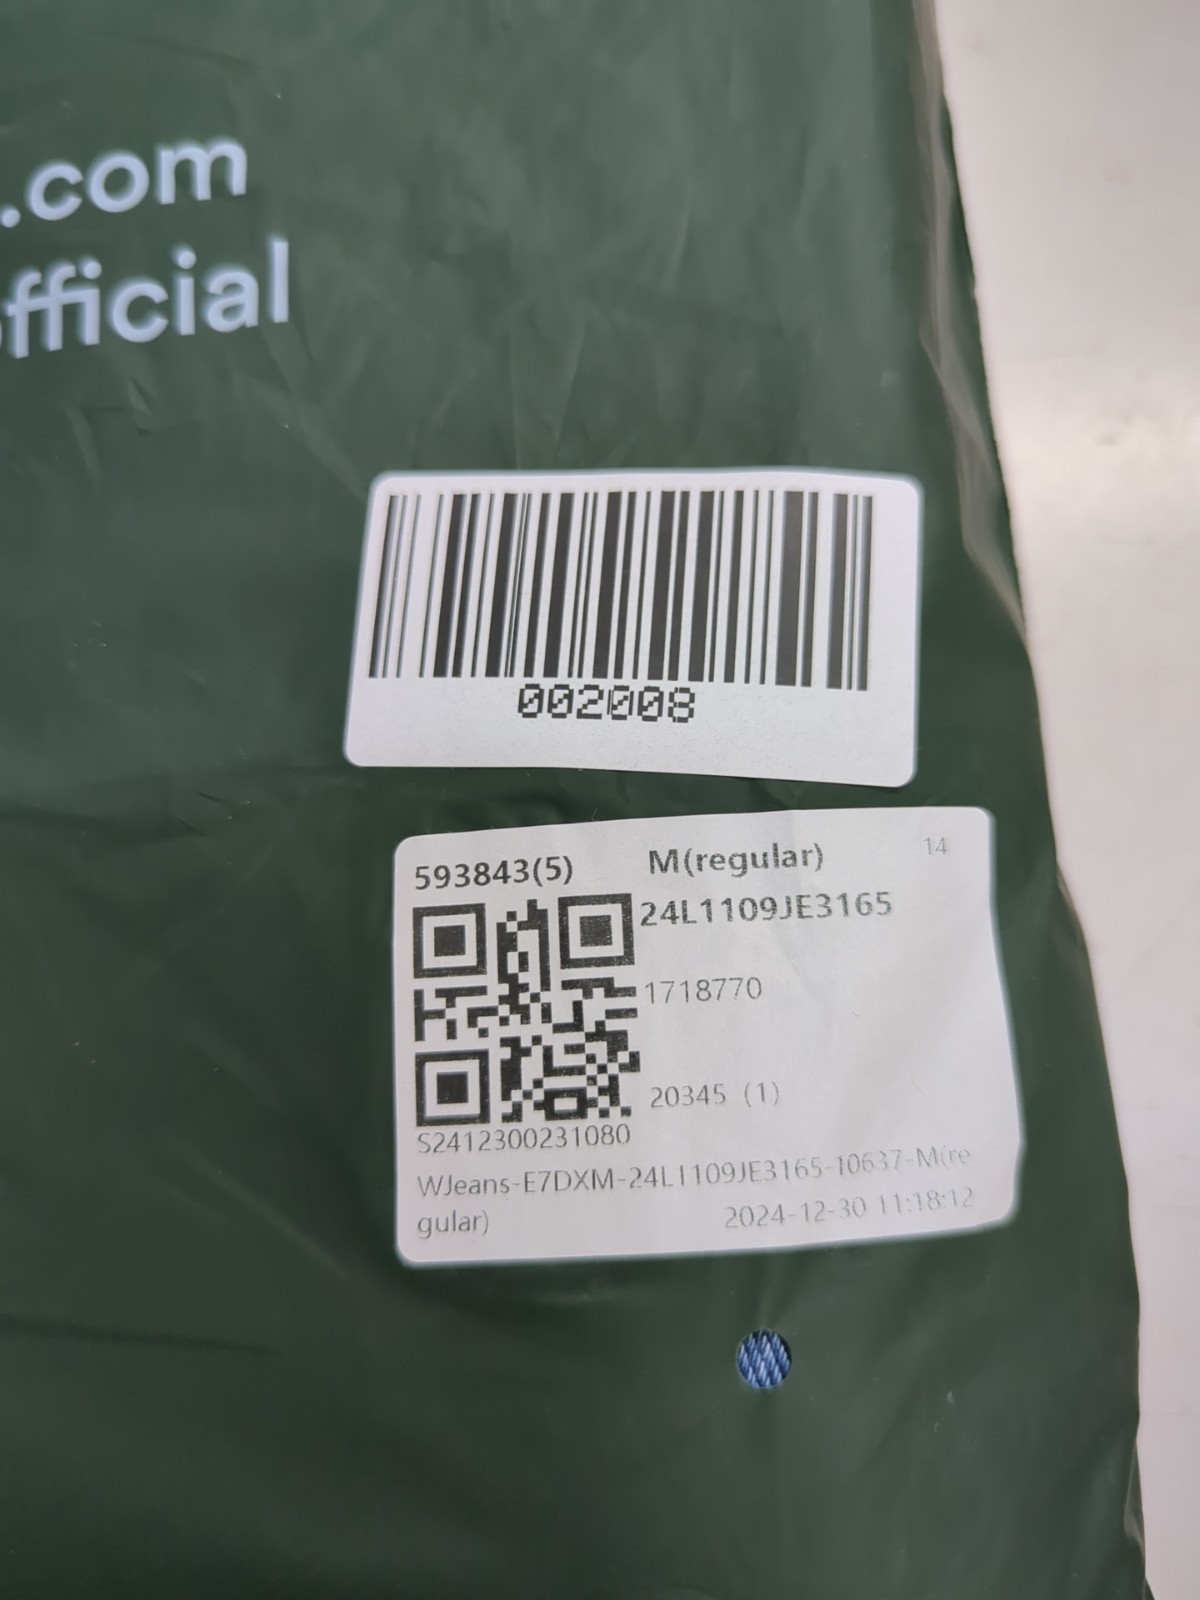 .com
official
002008
593843(5) M(regular) 14
24L1109JE3165
1718770
20345 (1)
S2412300231080
WJeans-E7DXM-24L1109JE3165-10637-M(re
gular) 2024-12-30 11:18:12